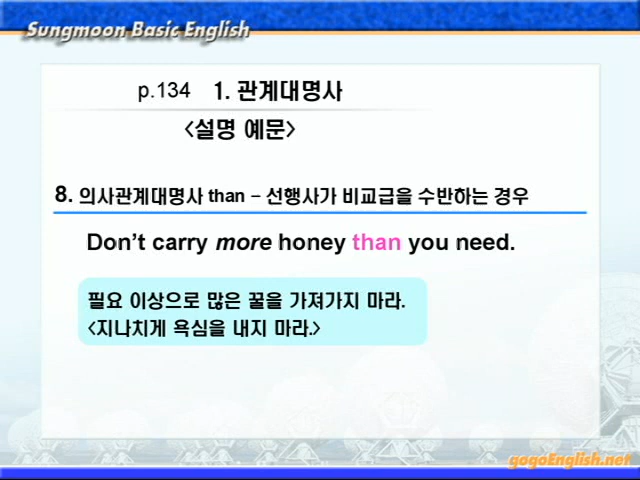 Sungmoon Basic English
p.134 1. 관계대명사
<설명 예문>
8. 의사관계대명사 than – 선행사가 비교급을 수반하는 경우
Don't carry more honey than you need.
필요 이상으로 많은 꿀을 가져가지 마라.
<지나치게 욕심을 내지 마라.>
gogoEnglish.net